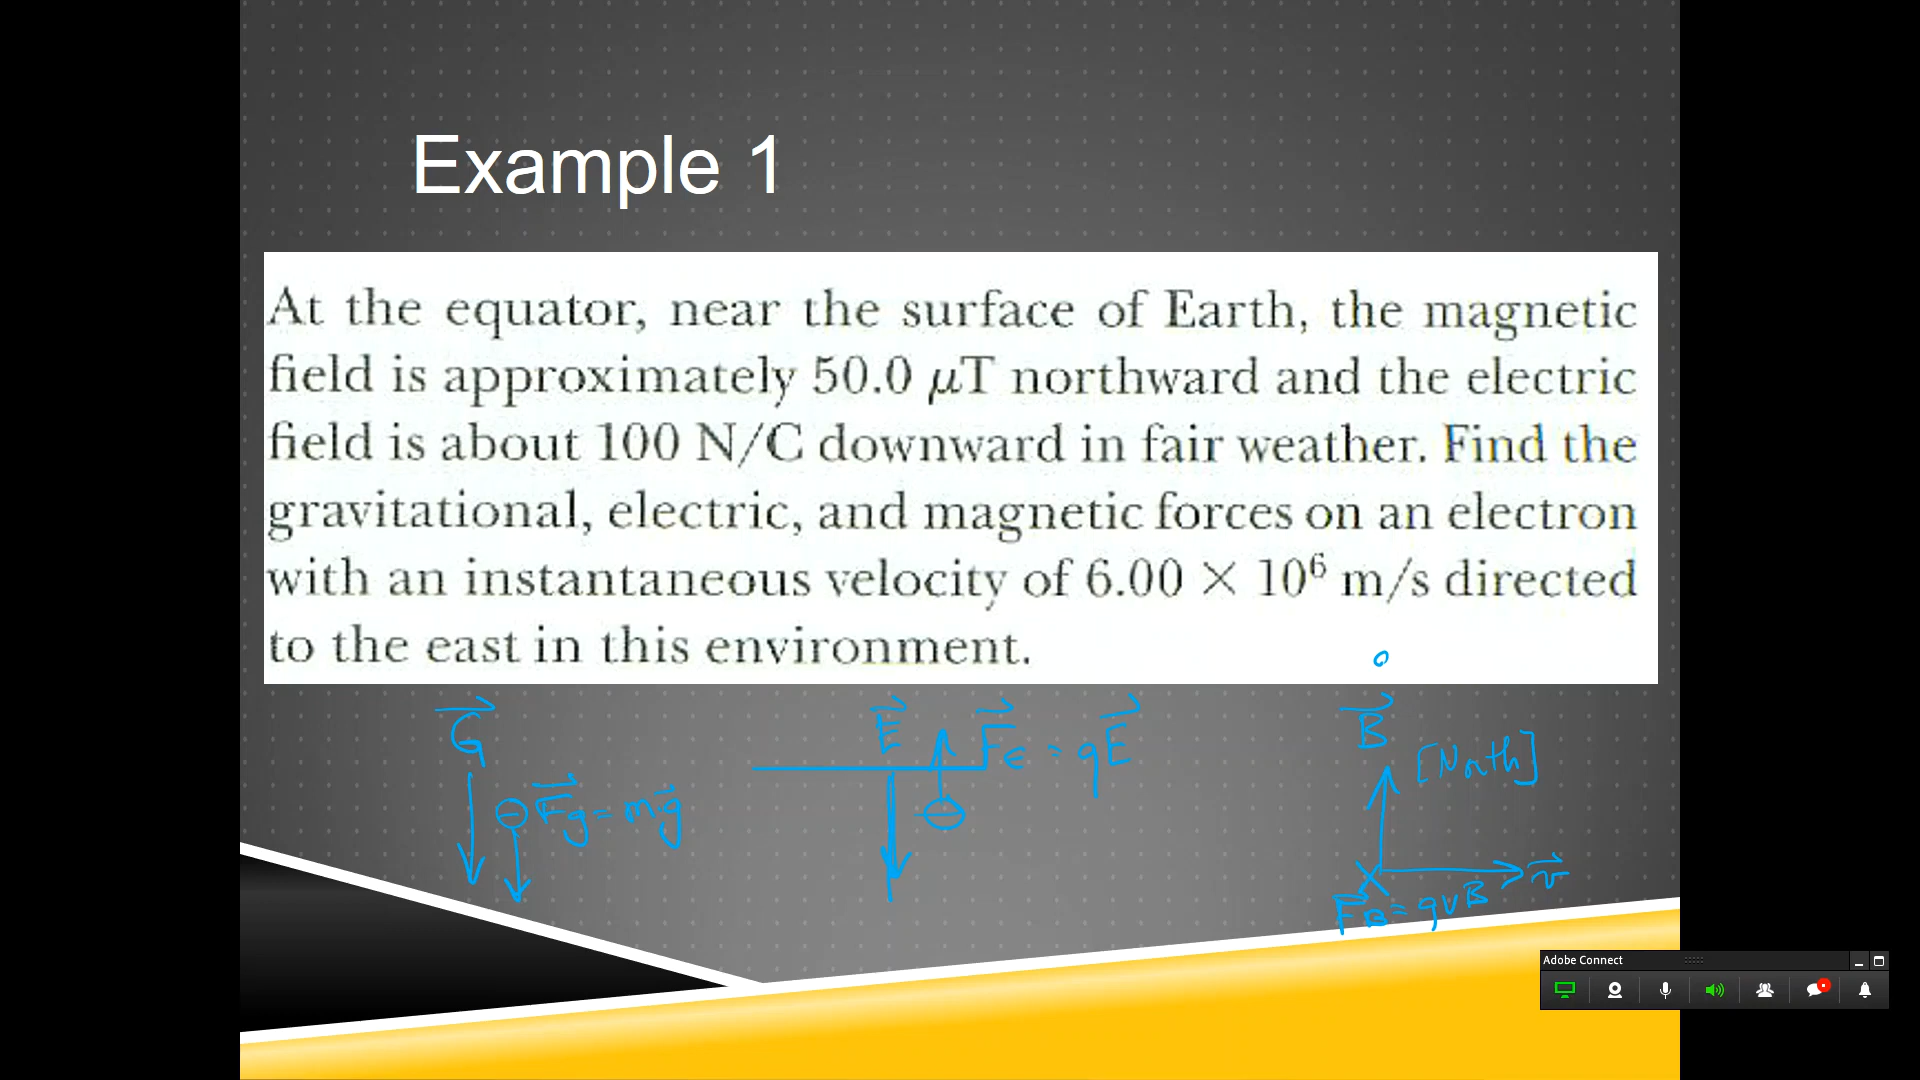 Example 1
At the equator, near the surface of Earth, the magnetic
field is approximately 50.0 μT northward and the electric
field is about 100 N/C downward in fair weather. Find the
gravitational, electric, and magnetic forces on an electron
with an instantaneous velocity of 6.00 × 10⁶ m/s directed
to the east in this environment.
G⃗
F⃗g = mg⃗
E⃗
F⃗ϵ = qE⃗
B⃗
[North]
v⃗
FB = qvB
Adobe Connect